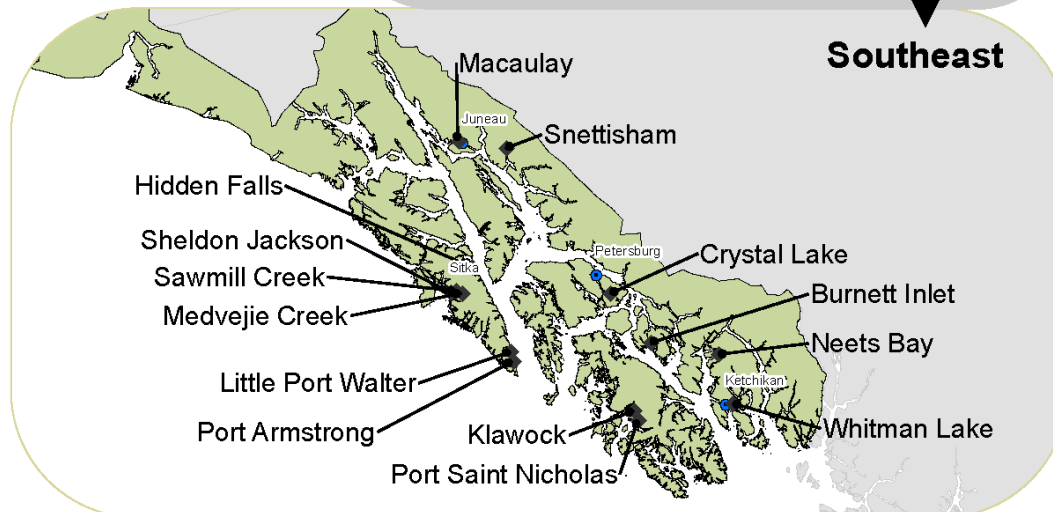 Southeast
Macaulay
Juneau
Snettisham
Hidden Falls
Sheldon Jackson
Petersburg
Crystal Lake
Sitka
Sawmill Creek
Burnett Inlet
Medvejie Creek
Neets Bay
Little Port Walter
Ketchikan
Port Armstrong
Klawock
Whitman Lake
Port Saint Nicholas